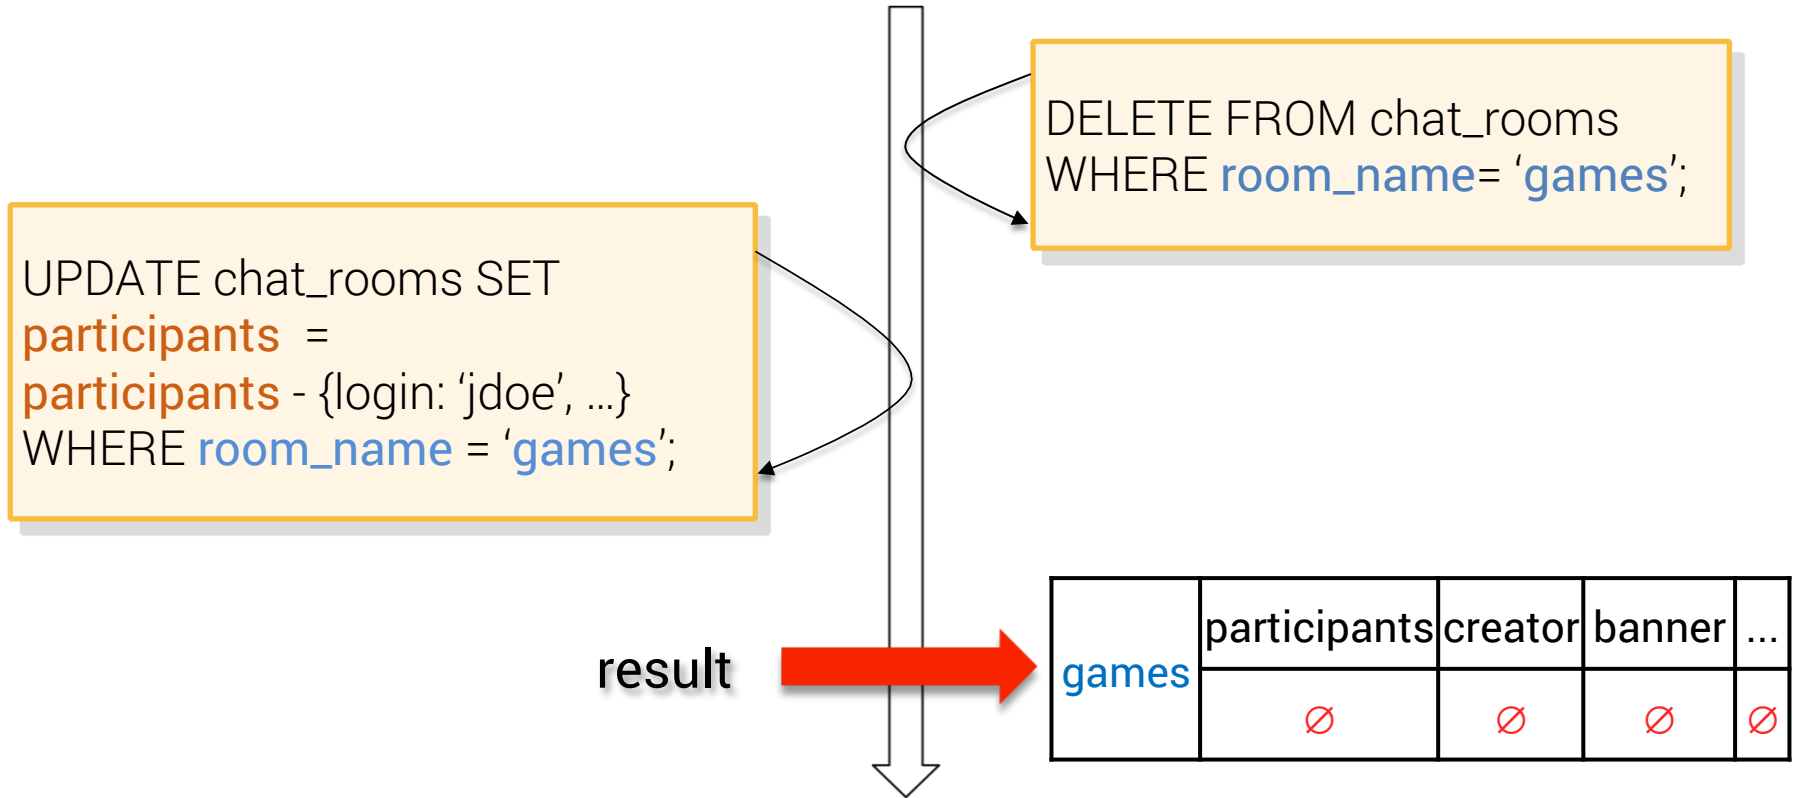 DELETE FROM chat_rooms
WHERE room_name= ‘games’;
UPDATE chat_rooms SET
participants =
participants - {login: ‘jdoe’, ...}
WHERE room_name = ‘games’;
result
games
participants creator banner ...
∅ ∅ ∅ ∅